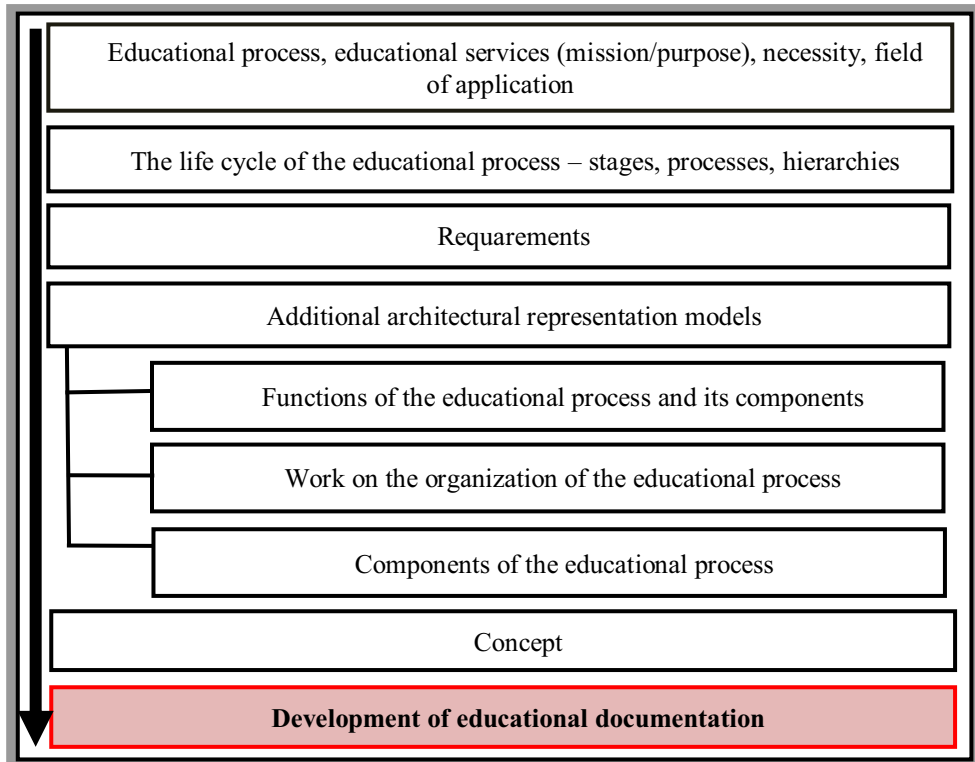 Educational process, educational services (mission/purpose), necessity, field
of application
The life cycle of the educational process – stages, processes, hierarchies
Requarements
Additional architectural representation models
Functions of the educational process and its components
Work on the organization of the educational process
Components of the educational process
Concept
Development of educational documentation